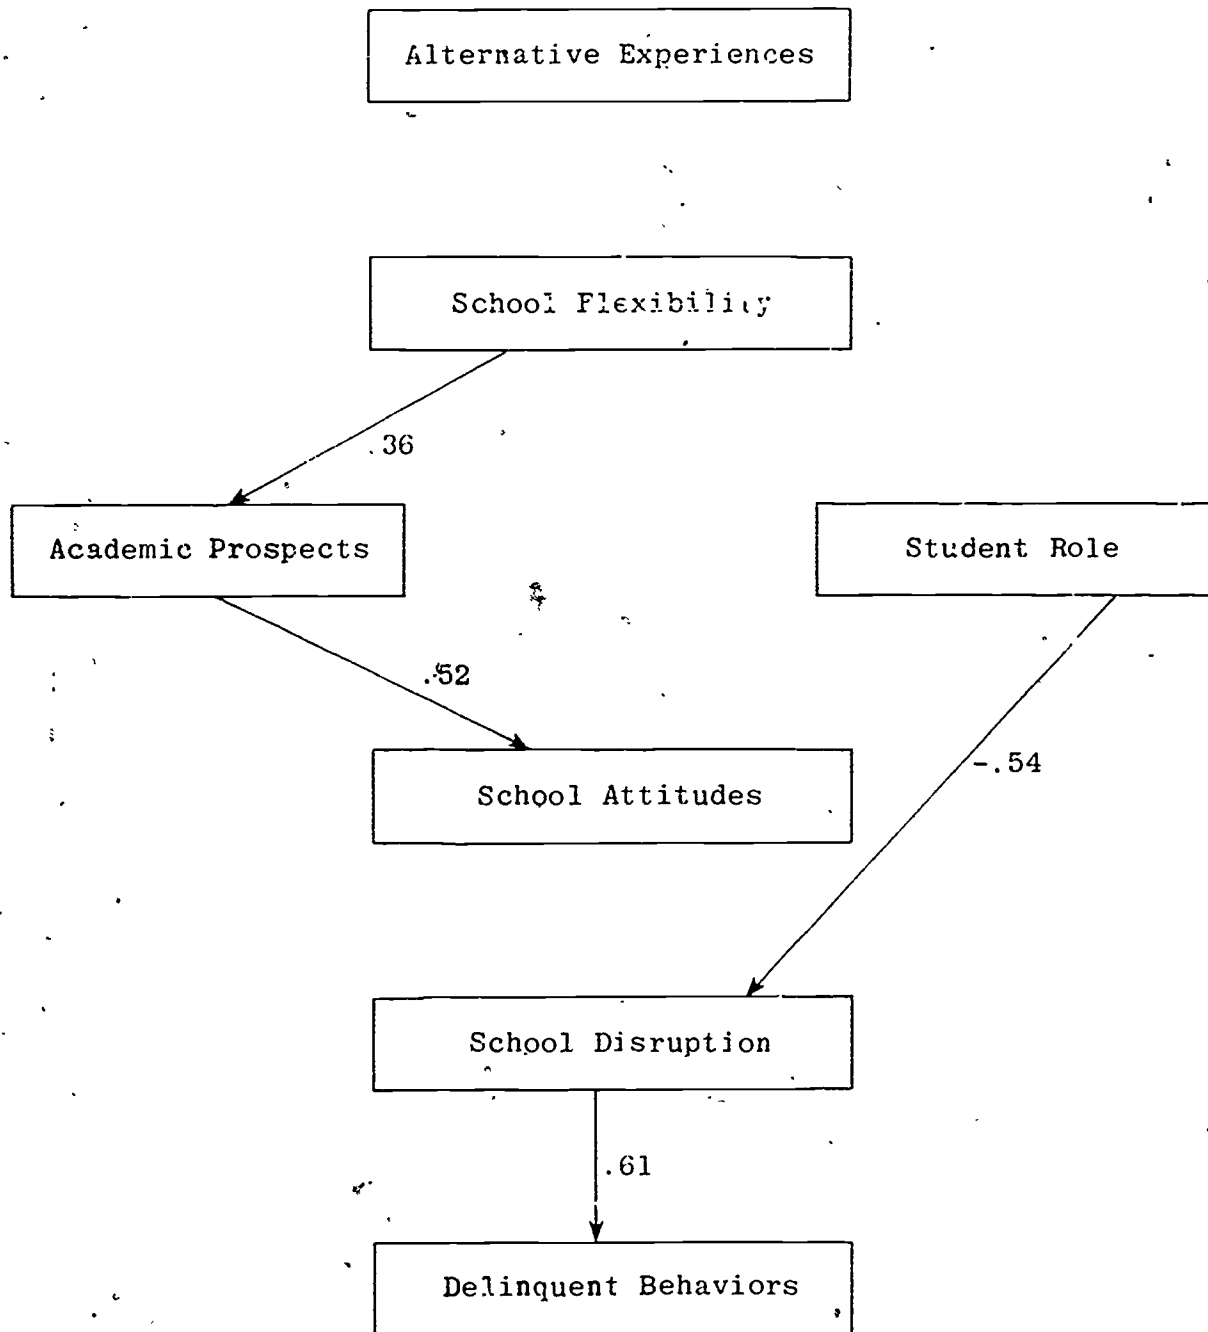 Alternative Experiences
School Flexibility
.36
Academic Prospects
Student Role
.52
-.54
School Attitudes
School Disruption
.61
Delinquent Behaviors